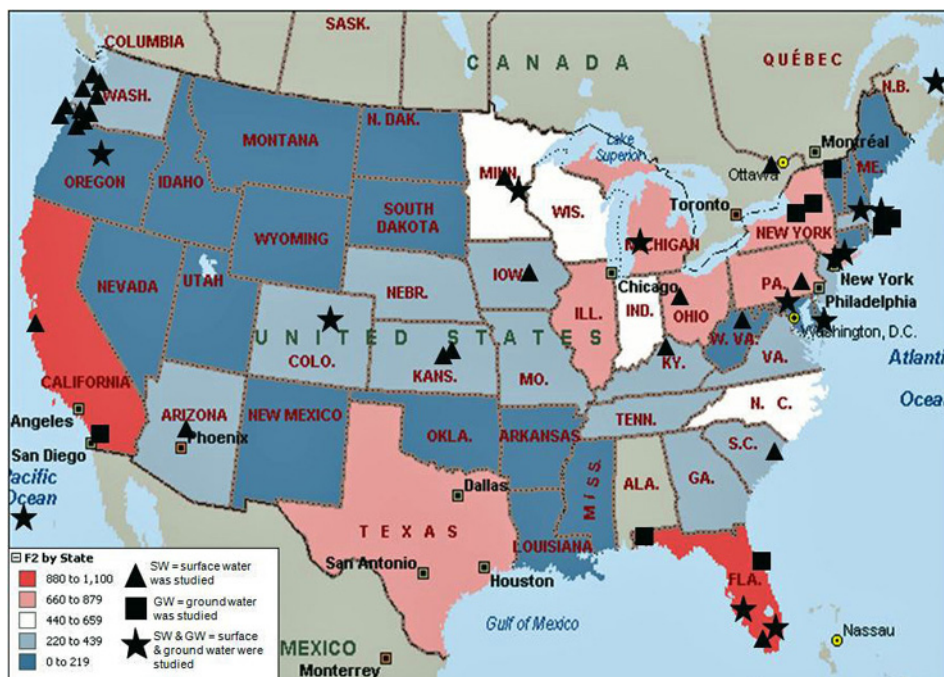 SASK.
COLUMBIA
CANADA
QUÉBEC
N.B.
WASH.
MONTANA
N. DAK.
Lake
Superior
Montréal
MINN.
Ottawa
ME.
OREGON
IDAHO
WIS.
Toronto
SOUTH
DAKOTA
MICHIGAN
NEW YORK
WYOMING
IOW
Chicago
New York
NEVADA
UTAH
NEBR.
PA.
Philadelphia
ILL.
IND.
OHIO
UNITED STATES
W. VA.
Washington, D.C.
COLO.
KANS.
MO.
KY.
VA.
Atlantic
Ocea
CALIFORNIA
Angeles
ARIZONA
NEW MEXICO
OKLA.
ARKANSAS
TENN.
N. C.
Phoenix
San Diego
S.C.
Pacific
Ocean
Dallas
MISS.
ALA.
GA.
TEXAS
LOUISIANA
San Antonio
Houston
FLA.
Gulf of Mexico
Nassau
MEXICO
Monterrey
F2 by State
880 to 1,100
660 to 879
440 to 659
220 to 439
0 to 219
SW = surface water
was studied
GW = ground water
was studied
SW & GW = surface
& ground water were
studied